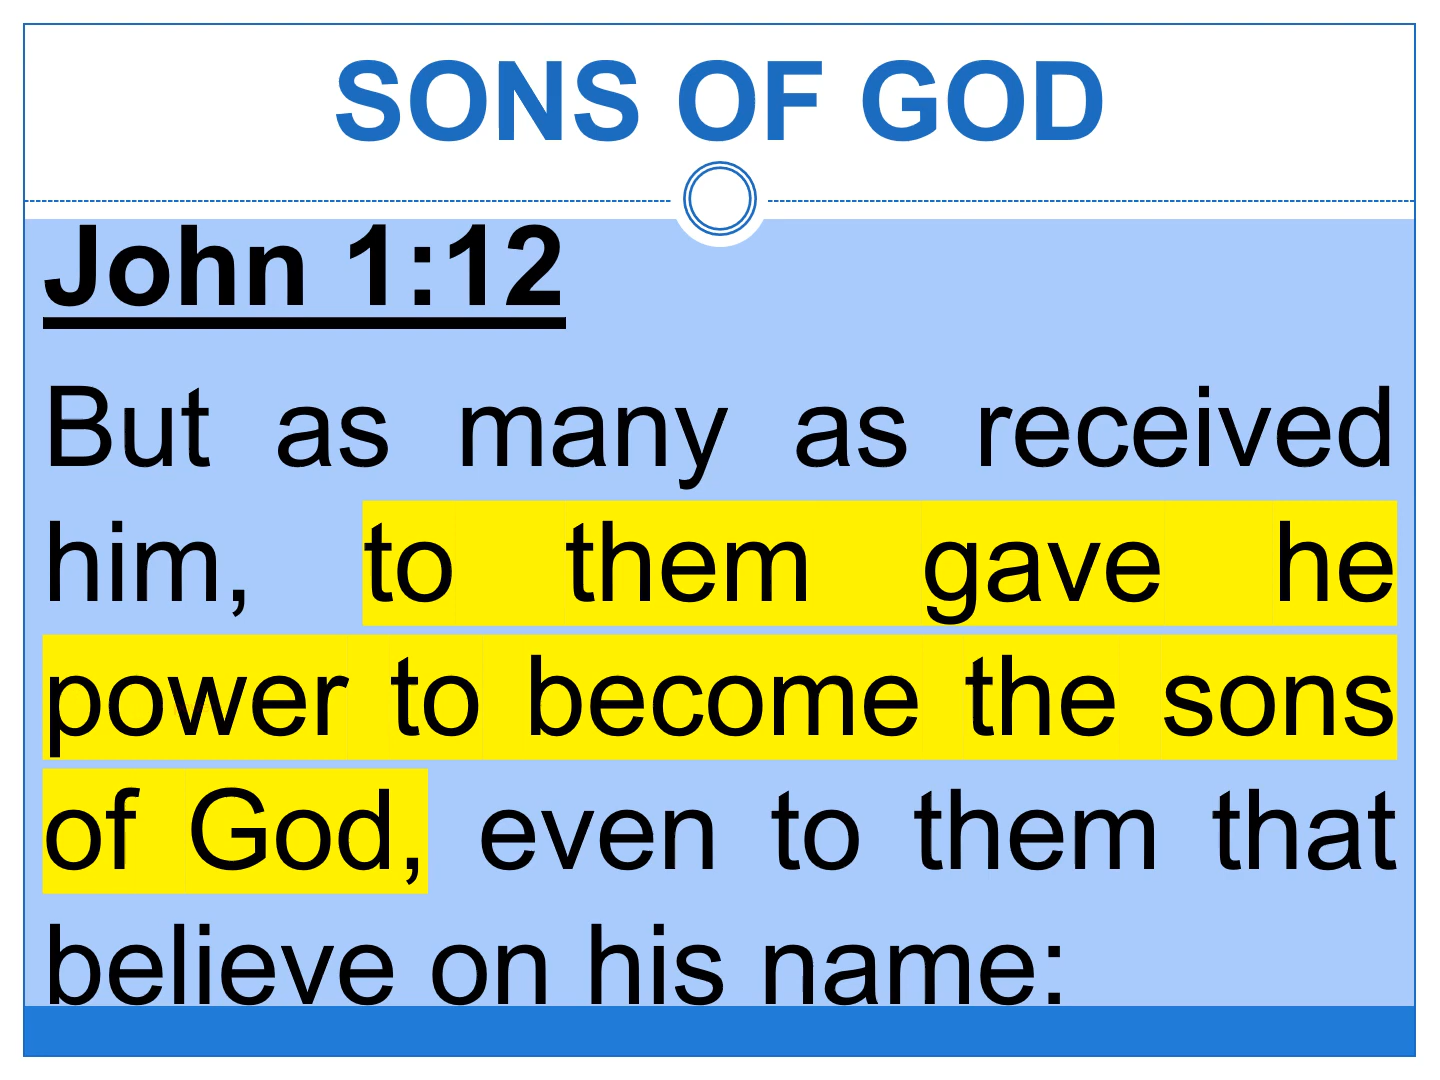 SONS OF GOD
John 1:12
But as many as received
him, to them gave he
power to become the sons
of God, even to them that
believe on his name: